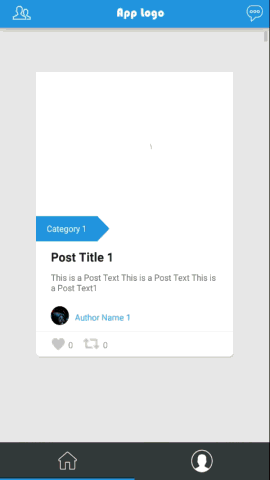 App Logo
Category 1
Post Title 1
This is a Post Text This is a Post Text This is
a Post Text1
Author Name 1
0 0